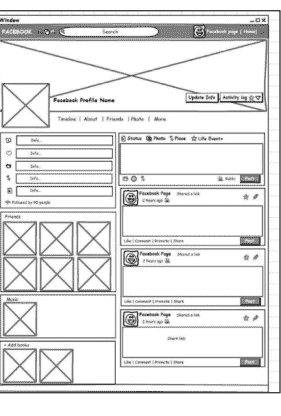 Window
FACEBOOK Search Facebook page | Home|
Update Info Activity log
Facebook Profile Name
Timeline | About | Friends | Photo | More
Status Photo Place Life Events
Info..
Info..
Info..
Info..
Info..
Public Post
Followed by 90 people
Friends
Facebook Page Shared a link
2 hours ago
Like | Comment | Promote | Share Post
Facebook Page Shared a link
2 hours ago
Like | Comment | Promote | Share Post
Music
Facebook Page Shared a link
2 hours ago
Share link
+ Add books
Like | Comment | Promote | Share Post